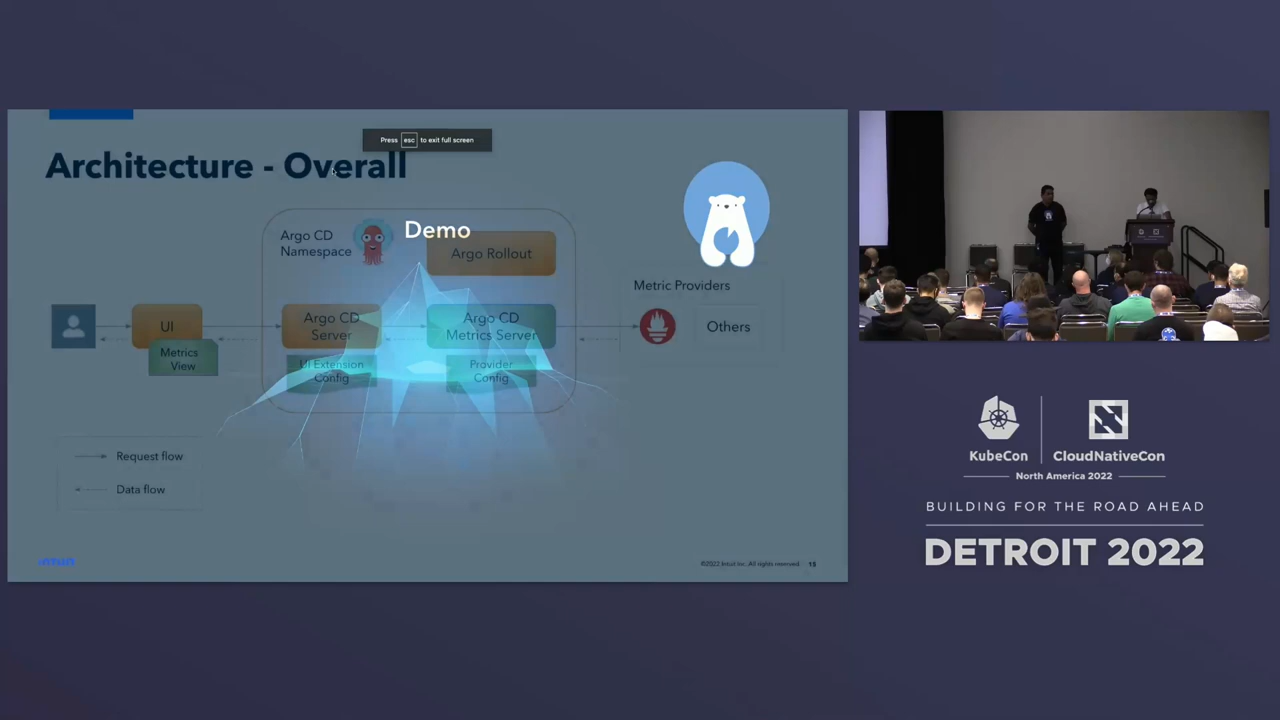 Press esc to exit full screen
Architecture - Overall
Demo
Argo CD
Namespace
Argo Rollout
Metric Providers
UI
Argo CD
Server
Argo CD
Metrics Server
Others
Metrics
View
UI Extension
Config
Provider
Config
Request flow
Data flow
©2022 Intuit Inc. All rights reserved.
15
KubeCon
CloudNativeCon
North America 2022
BUILDING FOR THE ROAD AHEAD
DETROIT 2022